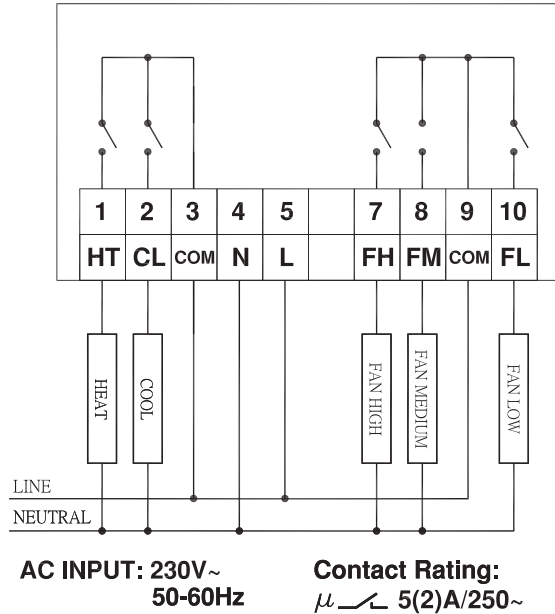 1 2 3 4 5 7 8 9 10
HT CL COM N L FH FM COM FL
HEAT
COOL
FAN HIGH
FAN MEDIUM
FAN LOW
LINE
NEUTRAL
AC INPUT: 230V~
50-60Hz
Contact Rating:
μ 5(2)A/250~